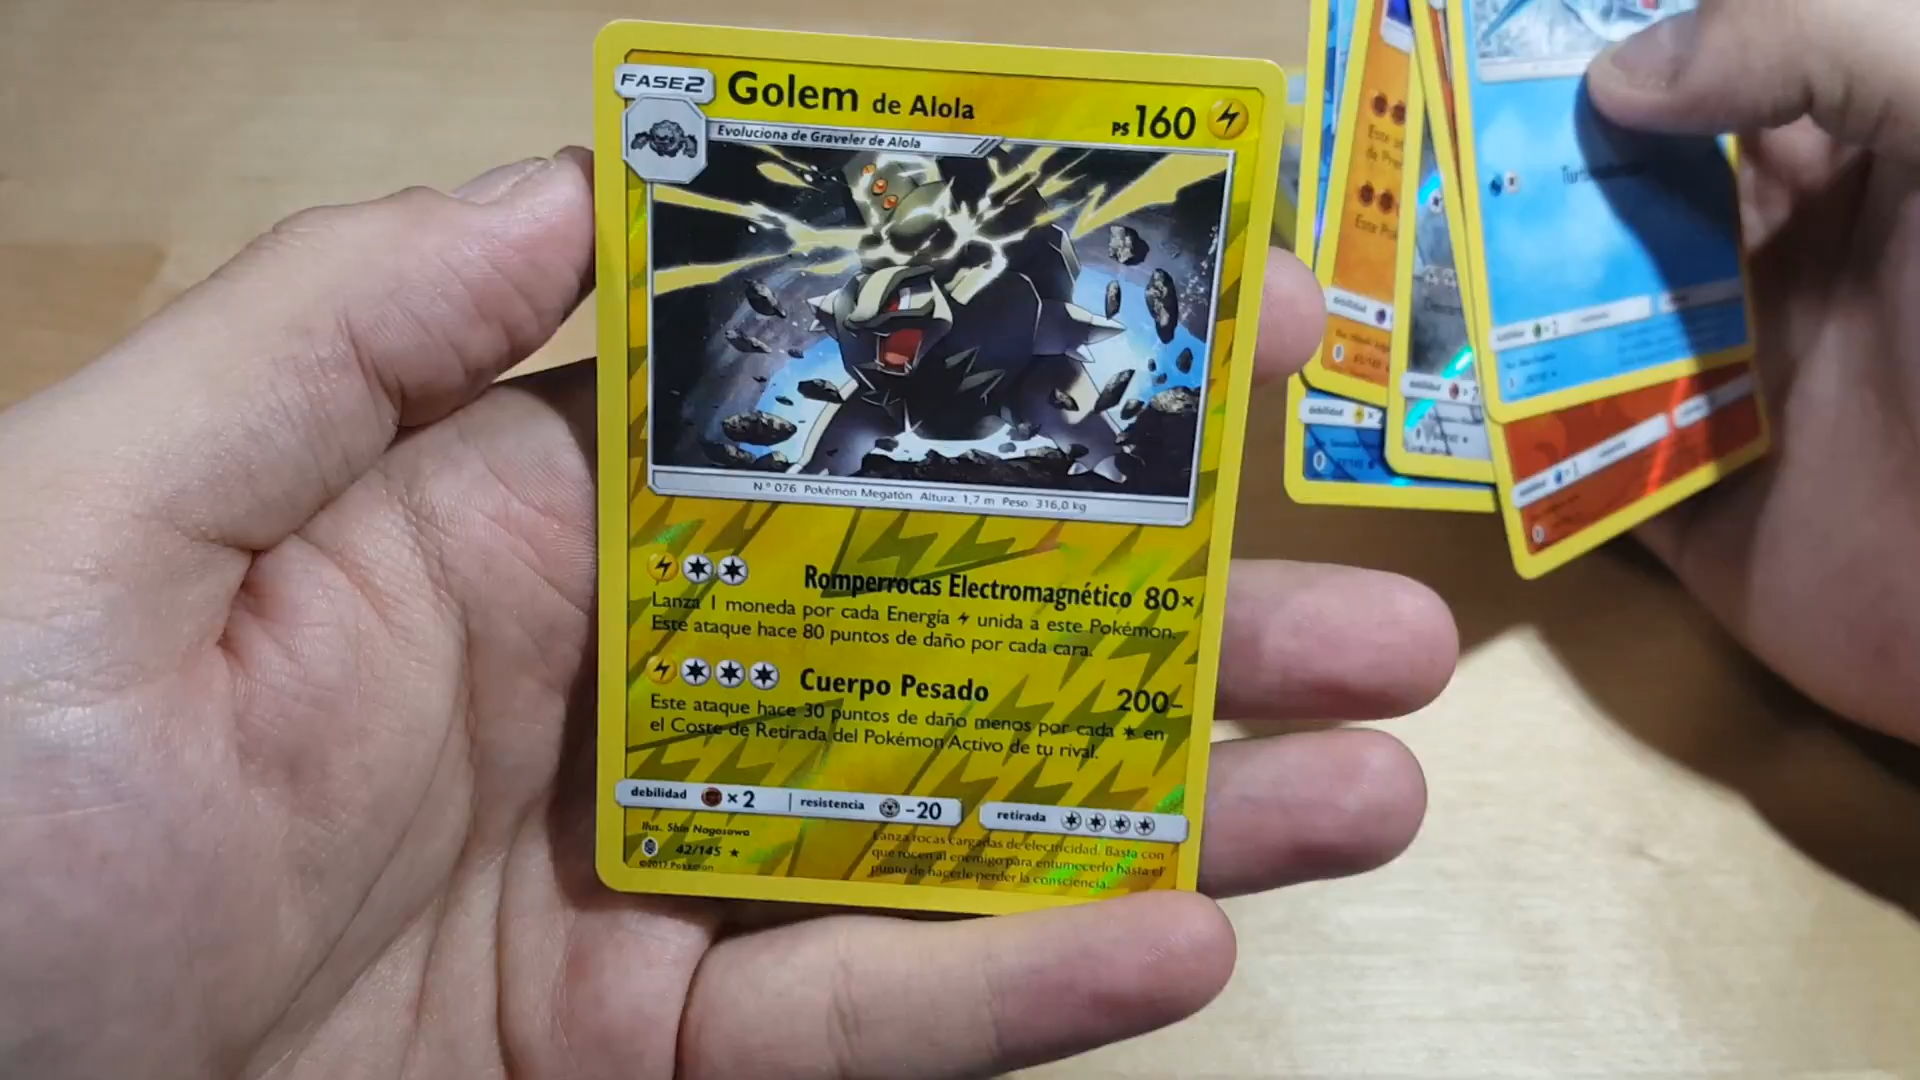 FASE2
Golem de Alola
PS 160
Evoluciona de Graveler de Alola
N.º 076 Pokémon Megatón Altura: 1,7 m Peso: 316,0 kg
Romperrocas Electromagnético 80×
Lanza 1 moneda por cada Energía unida a este Pokémon.
Este ataque hace 80 puntos de daño por cada cara.
Cuerpo Pesado 200-
Este ataque hace 30 puntos de daño menos por cada en
el Coste de Retirada del Pokémon Activo de tu rival.
debilidad ×2
resistencia -20
retirada
Ilus. Shin Nagasawa
42/145 ★
©2017 Pokémon
Lanza rocas cargadas de electricidad. Basta con
que rocen al enemigo para entumecerlo hasta el
punto de hacerle perder la consciencia.
debilidad
debilidad